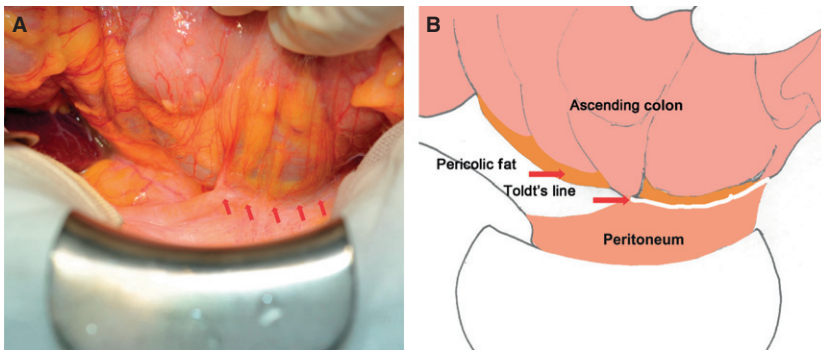 A
B
Ascending colon
Pericolic fat
Toldt's line
Peritoneum